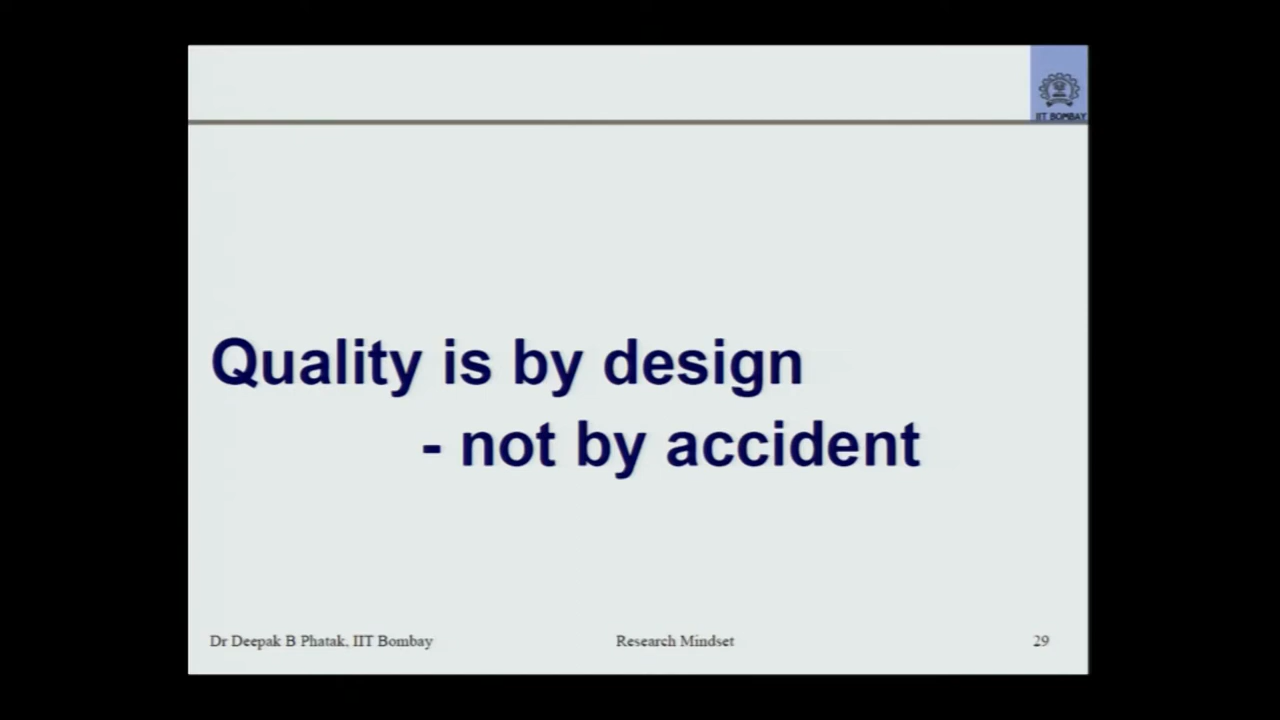 IIT BOMBAY
Quality is by design
- not by accident
Dr Deepak B Phatak, IIT Bombay
Research Mindset
29